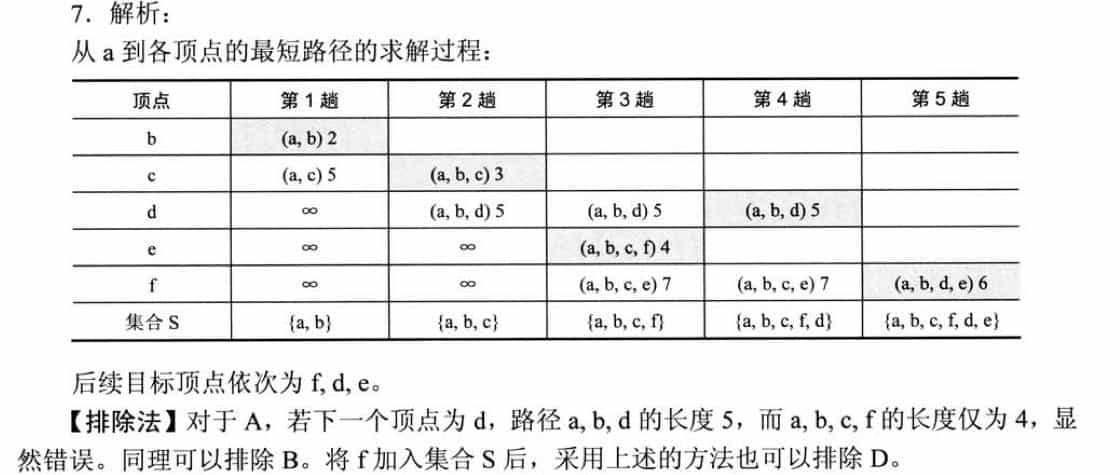 7. 解析：
从 a 到各顶点的最短路径的求解过程：
顶点 第 1 趟 第 2 趟 第 3 趟 第 4 趟 第 5 趟
b (a, b) 2
c (a, c) 5 (a, b, c) 3
d ∞ (a, b, d) 5 (a, b, d) 5 (a, b, d) 5
e ∞ ∞ (a, b, c, f) 4
f ∞ ∞ (a, b, c, e) 7 (a, b, c, e) 7 (a, b, d, e) 6
集合 S {a, b} {a, b, c} {a, b, c, f} {a, b, c, f, d} {a, b, c, f, d, e}
后续目标顶点依次为 f, d, e。
【排除法】对于 A，若下一个顶点为 d，路径 a, b, d 的长度 5，而 a, b, c, f 的长度仅为 4，显
然错误。同理可以排除 B。将 f 加入集合 S 后，采用上述的方法也可以排除 D。